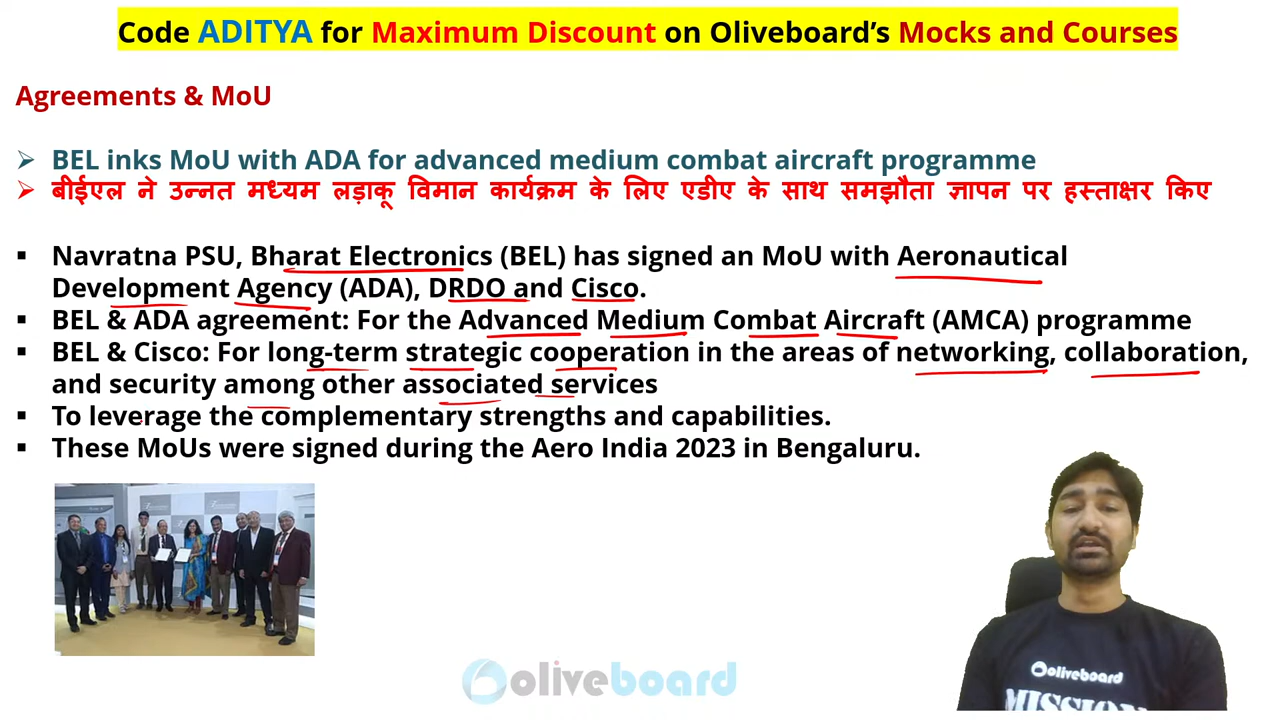 Code ADITYA for Maximum Discount on Oliveboard’s Mocks and Courses
Agreements & MoU
➢ BEL inks MoU with ADA for advanced medium combat aircraft programme
➢ बीईएल ने उन्नत मध्यम लड़ाकू विमान कार्यक्रम के लिए एडीए के साथ समझौता ज्ञापन पर हस्ताक्षर किए
▪ Navratna PSU, Bharat Electronics (BEL) has signed an MoU with Aeronautical
Development Agency (ADA), DRDO and Cisco.
▪ BEL & ADA agreement: For the Advanced Medium Combat Aircraft (AMCA) programme
▪ BEL & Cisco: For long-term strategic cooperation in the areas of networking, collaboration,
and security among other associated services
▪ To leverage the complementary strengths and capabilities.
▪ These MoUs were signed during the Aero India 2023 in Bengaluru.
oliveboard
MISSION
oliveboard